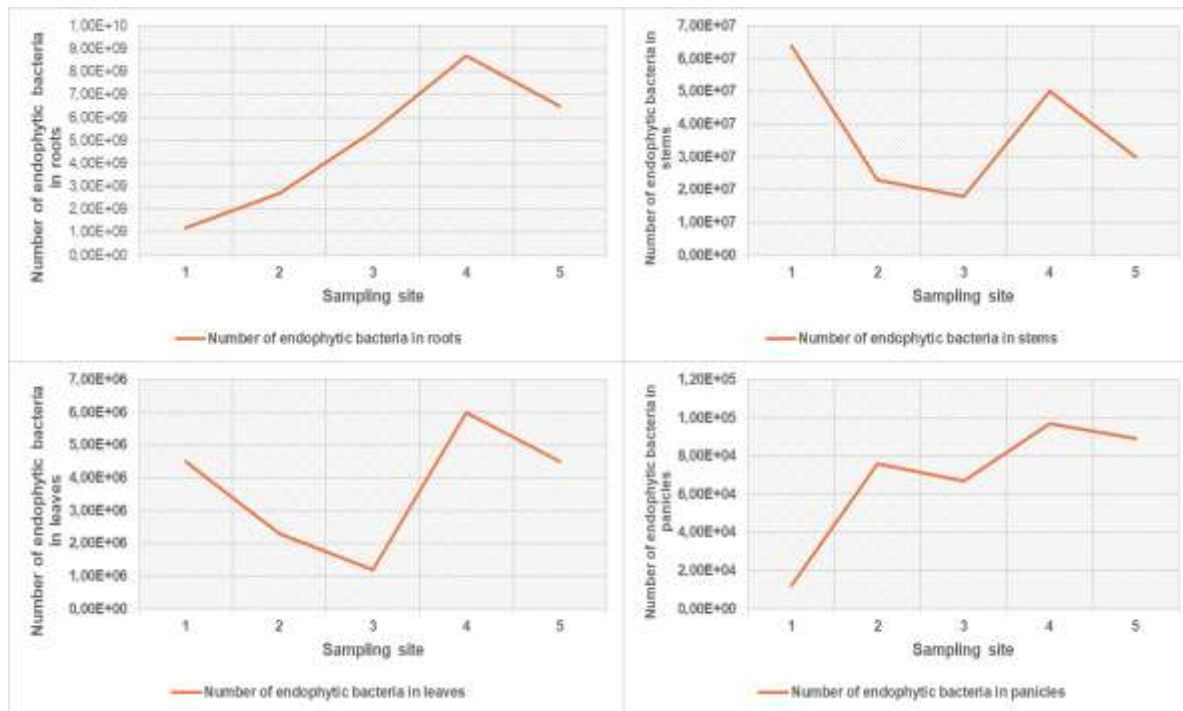 Number of endophytic bacteria
in roots
1,00E+10
9,00E+09
8,00E+09
7,00E+09
6,00E+09
5,00E+09
4,00E+09
3,00E+09
2,00E+09
1,00E+09
0,00E+00
1 2 3 4 5
Sampling site
Number of endophytic bacteria in roots
Number of endophytic bacteria in
stems
7,00E+07
6,00E+07
5,00E+07
4,00E+07
3,00E+07
2,00E+07
1,00E+07
0,00E+00
1 2 3 4 5
Sampling site
Number of endophytic bacteria in stems
Number of endophytic bacteria
in leaves
7,00E+06
6,00E+06
5,00E+06
4,00E+06
3,00E+06
2,00E+06
1,00E+06
0,00E+00
1 2 3 4 5
Sampling site
Number of endophytic bacteria in leaves
Number of endophytic bacteria in
panicles
1,20E+05
1,00E+05
8,00E+04
6,00E+04
4,00E+04
2,00E+04
0,00E+00
1 2 3 4 5
Sampling site
Number of endophytic bacteria in panicles